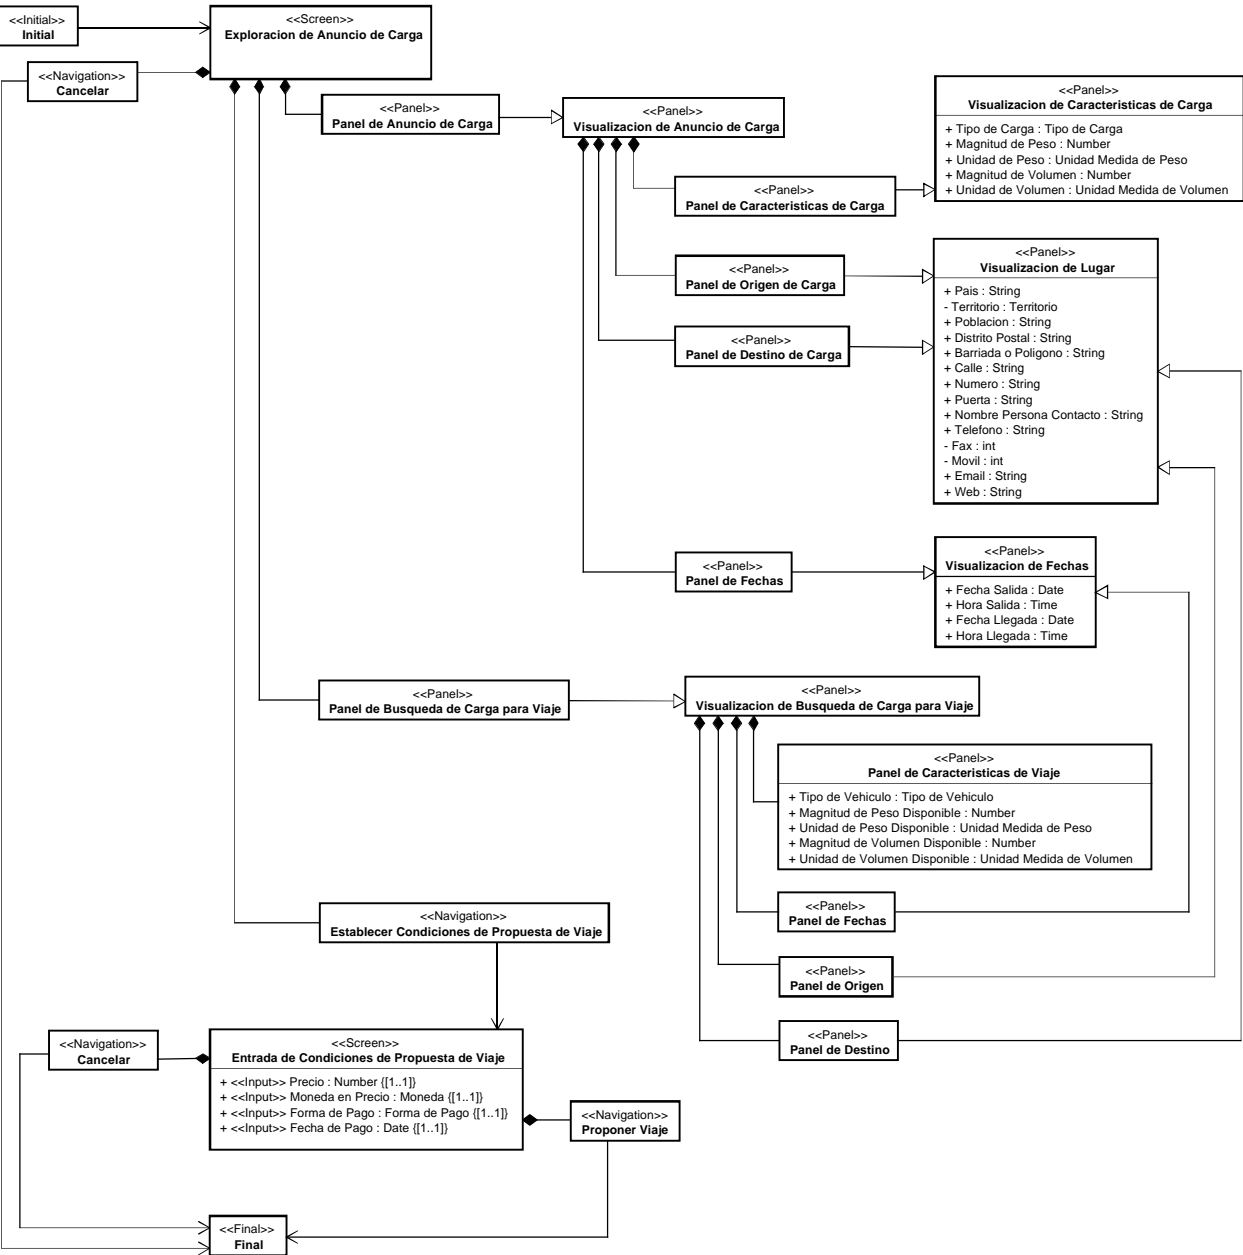 <<Initial>>
Initial
<<Screen>>
Exploracion de Anuncio de Carga
<<Navigation>>
Cancelar
<<Panel>>
Panel de Anuncio de Carga
<<Panel>>
Visualizacion de Anuncio de Carga
<<Panel>>
Visualizacion de Caracteristicas de Carga
+ Tipo de Carga : Tipo de Carga
+ Magnitud de Peso : Number
+ Unidad de Peso : Unidad Medida de Peso
+ Magnitud de Volumen : Number
+ Unidad de Volumen : Unidad Medida de Volumen
<<Panel>>
Panel de Caracteristicas de Carga
<<Panel>>
Panel de Origen de Carga
<<Panel>>
Panel de Destino de Carga
<<Panel>>
Visualizacion de Lugar
+ Pais : String
- Territorio : Territorio
+ Poblacion : String
+ Distrito Postal : String
+ Barriada o Poligono : String
+ Calle : String
+ Numero : String
+ Puerta : String
+ Nombre Persona Contacto : String
+ Telefono : String
- Fax : int
- Movil : int
+ Email : String
+ Web : String
<<Panel>>
Panel de Fechas
<<Panel>>
Visualizacion de Fechas
+ Fecha Salida : Date
+ Hora Salida : Time
+ Fecha Llegada : Date
+ Hora Llegada : Time
<<Panel>>
Panel de Busqueda de Carga para Viaje
<<Panel>>
Visualizacion de Busqueda de Carga para Viaje
<<Panel>>
Panel de Caracteristicas de Viaje
+ Tipo de Vehiculo : Tipo de Vehiculo
+ Magnitud de Peso Disponible : Number
+ Unidad de Peso Disponible : Unidad Medida de Peso
+ Magnitud de Volumen Disponible : Number
+ Unidad de Volumen Disponible : Unidad Medida de Volumen
<<Panel>>
Panel de Fechas
<<Navigation>>
Establecer Condiciones de Propuesta de Viaje
<<Panel>>
Panel de Origen
<<Panel>>
Panel de Destino
<<Navigation>>
Cancelar
<<Screen>>
Entrada de Condiciones de Propuesta de Viaje
+ <<Input>> Precio : Number {[1..1]}
+ <<Input>> Moneda en Precio : Moneda {[1..1]}
+ <<Input>> Forma de Pago : Forma de Pago {[1..1]}
+ <<Input>> Fecha de Pago : Date {[1..1]}
<<Navigation>>
Proponer Viaje
<<Final>>
Final